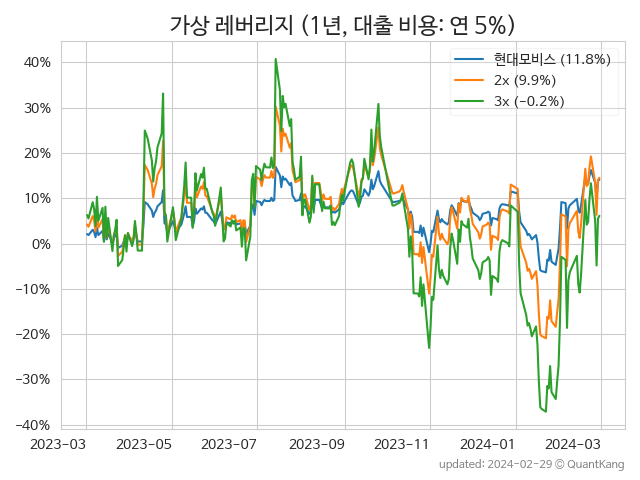 가상 레버리지 (1년, 대출 비용: 연 5%)
현대모비스 (11.8%)
2x (9.9%)
3x (−0.2%)
40%
30%
20%
10%
0%
−10%
−20%
−30%
−40%
2023-03 2023-05 2023-07 2023-09 2023-11 2024-01 2024-03
updated: 2024-02-29 ⓒ QuantKang